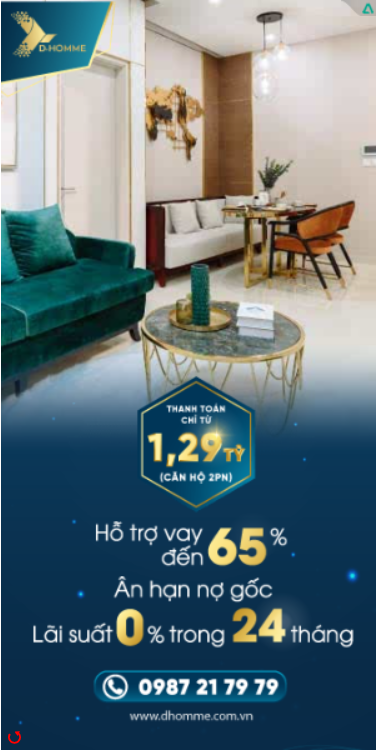 D-HOMME
THANH TOÁN
CHỈ TỪ
1,29 TỶ
(CĂN HỘ 2PN)
Hỗ trợ vay
đến 65%
Ân hạn nợ gốc
Lãi suất 0% trong 24 tháng
0987 21 79 79
www.dhomme.com.vn